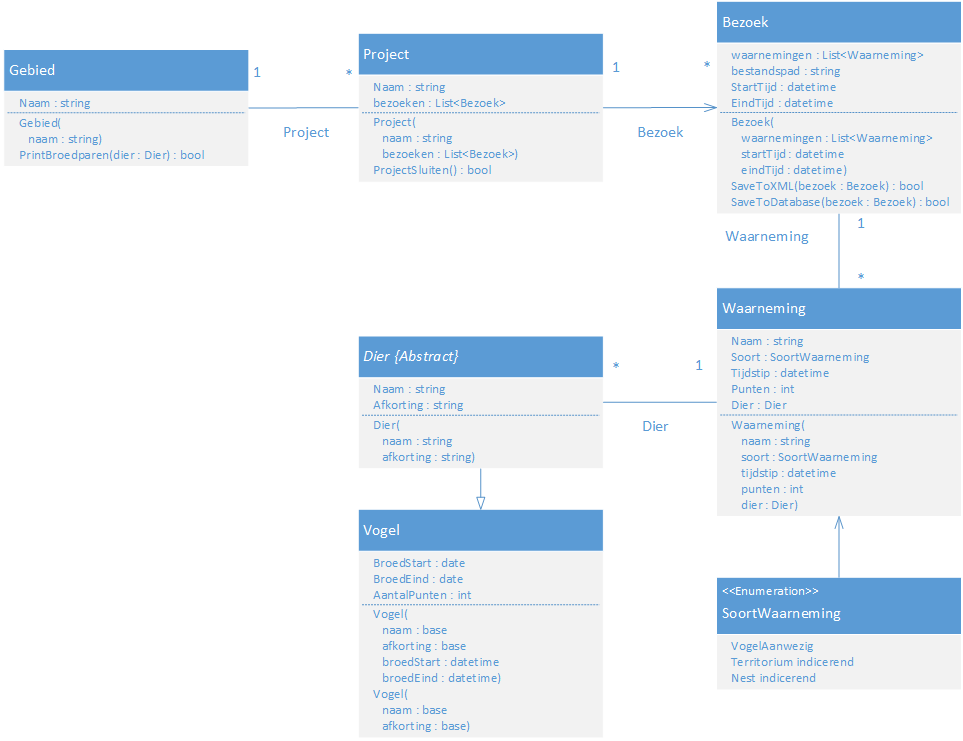 Gebied
Naam : string
Gebied(
naam : string)
PrintBroedparen(dier : Dier) : bool
1
*
Project
Project
Naam : string
bezoeken : List<Bezoek>
Project(
naam : string
bezoeken : List<Bezoek>)
ProjectSluiten() : bool
1
*
Bezoek
Bezoek
waarnemingen : List<Waarneming>
bestandspad : string
StartTijd : datetime
EindTijd : datetime
Bezoek(
waarnemingen : List<Waarneming>
startTijd : datetime
eindTijd : datetime)
SaveToXML(bezoek : Bezoek) : bool
SaveToDatabase(bezoek : Bezoek) : bool
Waarneming
1
*
Waarneming
Naam : string
Soort : SoortWaarneming
Tijdstip : datetime
Punten : int
Dier : Dier
Waarneming(
naam : string
soort : SoortWaarneming
tijdstip : datetime
punten : int
dier : Dier)
Dier {Abstract}
Naam : string
Afkorting : string
Dier(
naam : string
afkorting : string)
*
1
Dier
Vogel
BroedStart : date
BroedEind : date
AantalPunten : int
Vogel(
naam : base
afkorting : base
broedStart : datetime
broedEind : datetime)
Vogel(
naam : base
afkorting : base)
<<Enumeration>>
SoortWaarneming
VogelAanwezig
Territorium indicerend
Nest indicerend